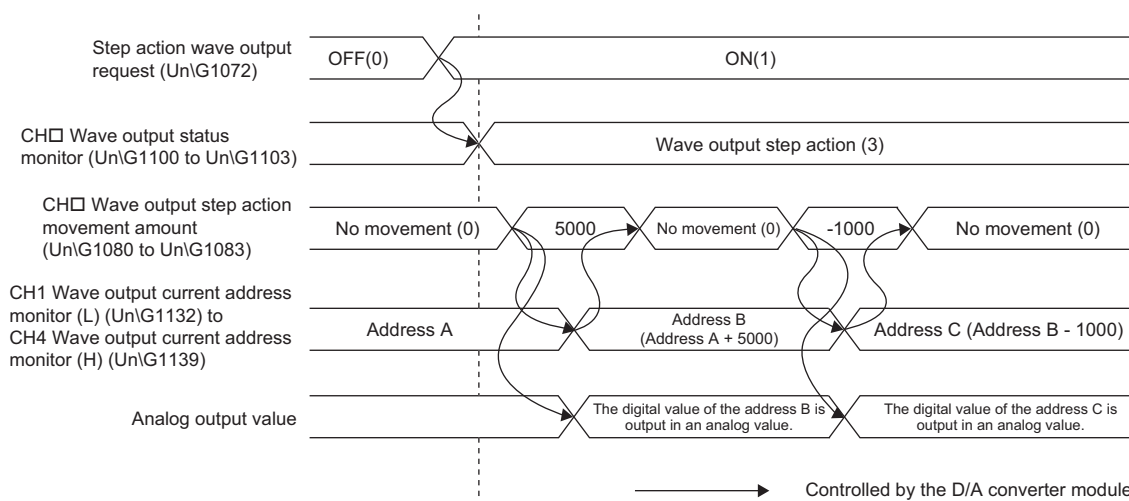 Step action wave output
request (Un\G1072)
OFF(0)
ON(1)
CH□ Wave output status
monitor (Un\G1100 to Un\G1103)
Wave output step action (3)
CH□ Wave output step action
movement amount
(Un\G1080 to Un\G1083)
No movement (0)
5000
No movement (0)
-1000
No movement (0)
CH1 Wave output current address
monitor (L) (Un\G1132) to
CH4 Wave output current address
monitor (H) (Un\G1139)
Address A
Address B
(Address A + 5000)
Address C (Address B - 1000)
Analog output value
The digital value of the address B is
output in an analog value.
The digital value of the address C is
output in an analog value.
Controlled by the D/A converter module